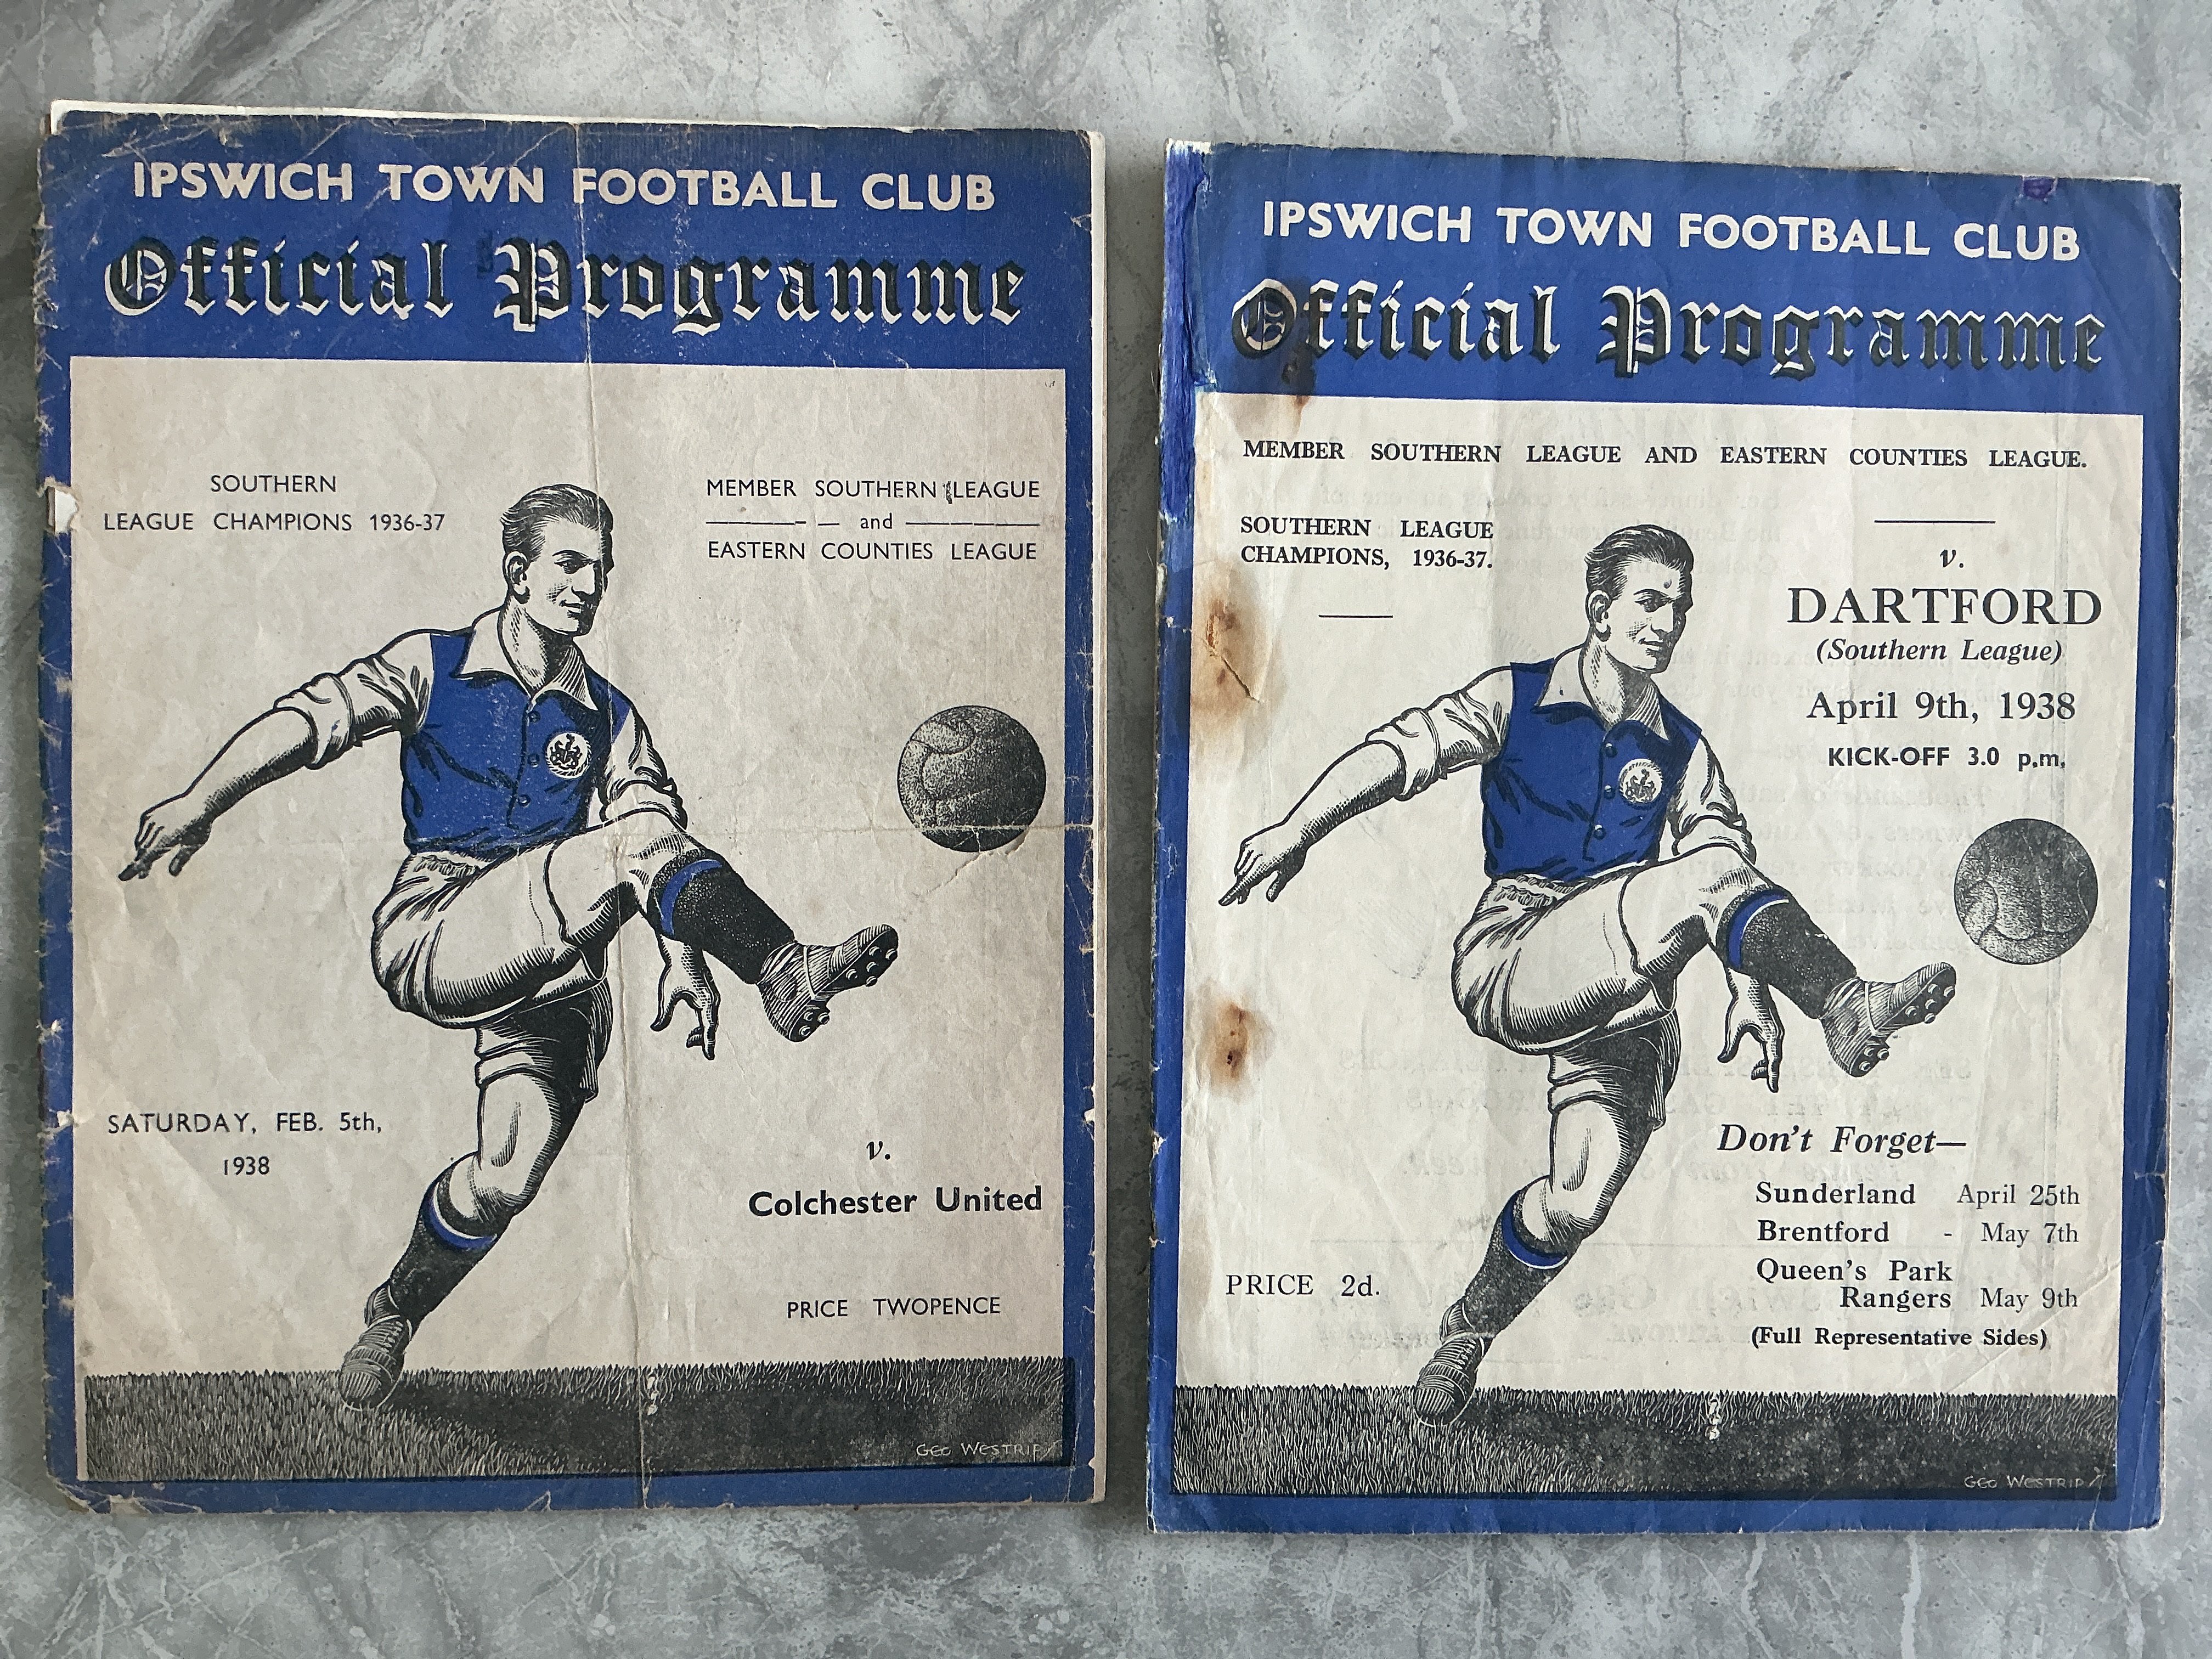 IPSWICH TOWN FOOTBALL CLUB
Official Programme
SOUTHERN
LEAGUE CHAMPIONS 1936-37
MEMBER SOUTHERN LEAGUE
and
EASTERN COUNTIES LEAGUE
SATURDAY, FEB. 5th,
1938
v.
Colchester United
PRICE TWOPENCE
GEO WESTRIP
IPSWICH TOWN FOOTBALL CLUB
Official Programme
MEMBER SOUTHERN LEAGUE AND EASTERN COUNTIES LEAGUE.
SOUTHERN LEAGUE
CHAMPIONS, 1936-37.
v.
DARTFORD
(Southern League)
April 9th, 1938
KICK-OFF 3.0 p.m.
Don't Forget—
Sunderland April 25th
Brentford - May 7th
Queen's Park
Rangers May 9th
(Full Representative Sides)
PRICE 2d.
GEO WESTRIP